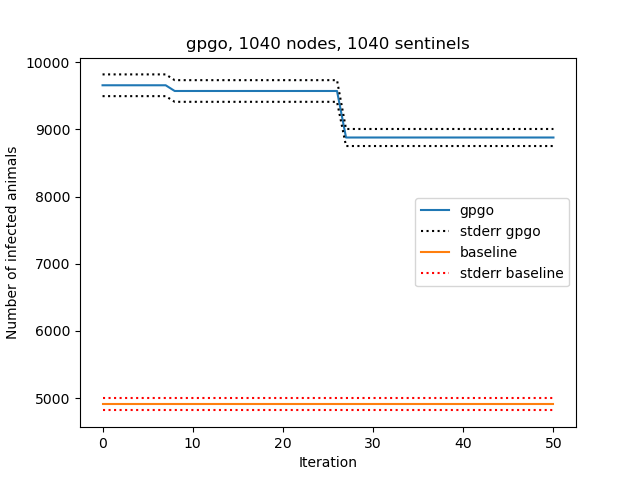 gpgo, 1040 nodes, 1040 sentinels
Number of infected animals
10000
9000
8000
7000
6000
5000
gpgo
stderr gpgo
baseline
stderr baseline
0 10 20 30 40 50
Iteration